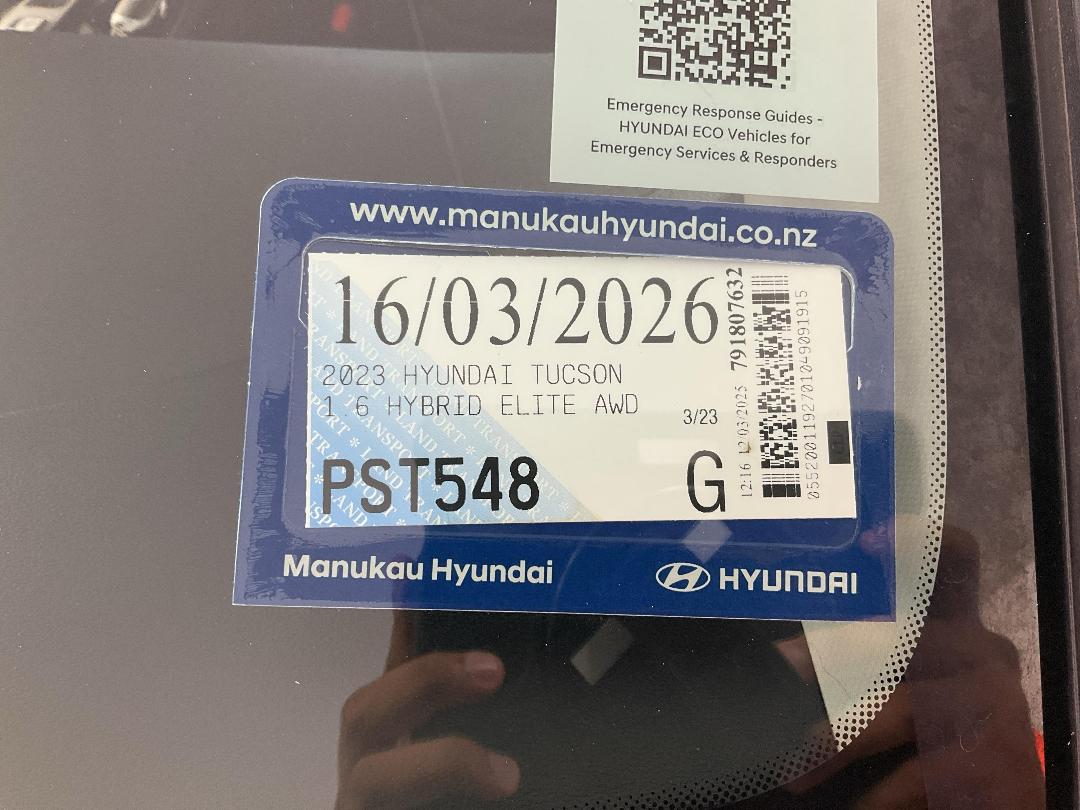 Emergency Response Guides -
HYUNDAI ECO Vehicles for
Emergency Services & Responders
www.manukauhyundai.co.nz
16/03/2026
2023 HYUNDAI TUCSON
1.6 HYBRID ELITE AWD
3/23
PST548
G
12:16 12/03/2025 791807632
0552001192701049091915
Manukau Hyundai
HYUNDAI